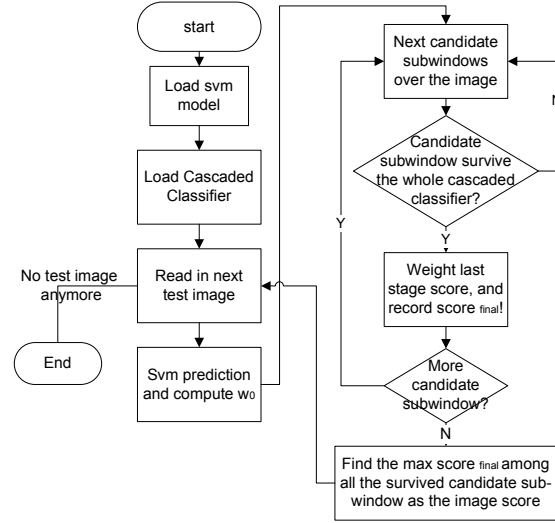 start
Load svm
model
Load Cascaded
Classifier
No test image
anymore
Read in next
test image
End
Svm prediction
and compute w₀
Next candidate
subwindows
over the image
N
Candidate
subwindow survive
the whole cascaded
classifier?
Y
Y
Weight last
stage score, and
record score final!
More
candidate
subwindow?
N
Find the max score final among
all the survived candidate sub-
window as the image score